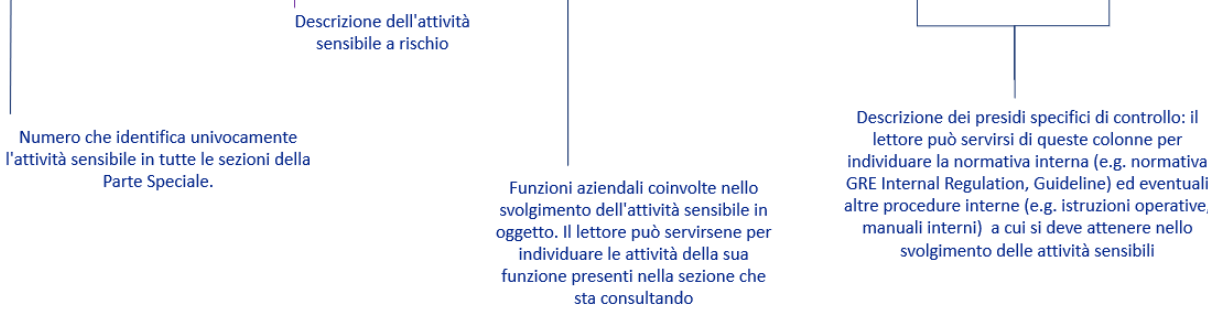 Descrizione dell'attività
sensibile a rischio
Numero che identifica univocamente
l'attività sensibile in tutte le sezioni della
Parte Speciale.
Funzioni aziendali coinvolte nello
svolgimento dell'attività sensibile in
oggetto. Il lettore può servirsene per
individuare le attività della sua
funzione presenti nella sezione che
sta consultando
Descrizione dei presidi specifici di controllo: il
lettore può servirsi di queste colonne per
individuare la normativa interna (e.g. normativa
GRE Internal Regulation, Guideline) ed eventuali
altre procedure interne (e.g. istruzioni operative,
manuali interni) a cui si deve attenere nello
svolgimento delle attività sensibili